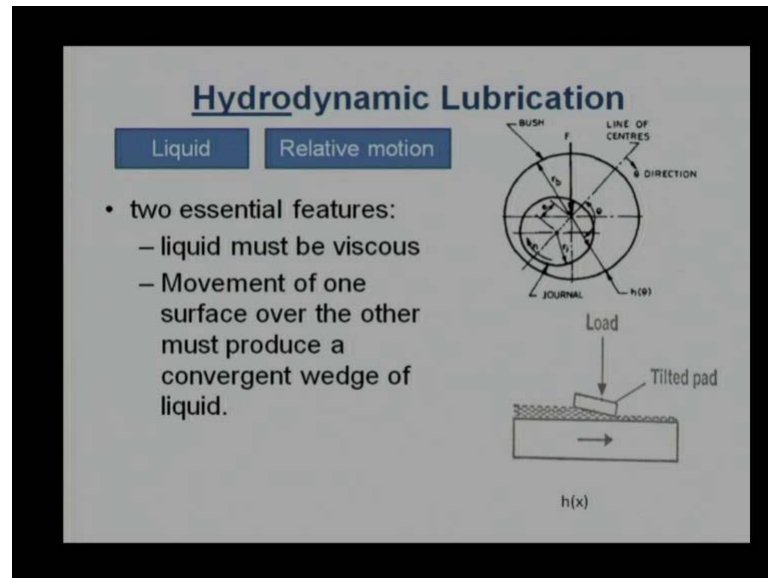 Hydrodynamic Lubrication
Liquid
Relative motion
• two essential features:
– liquid must be viscous
– Movement of one
surface over the other
must produce a
convergent wedge of
liquid.
BUSH
F
LINE OF
CENTRES
θ DIRECTION
θ
JOURNAL
h(θ)
Load
Tilted pad
h(x)